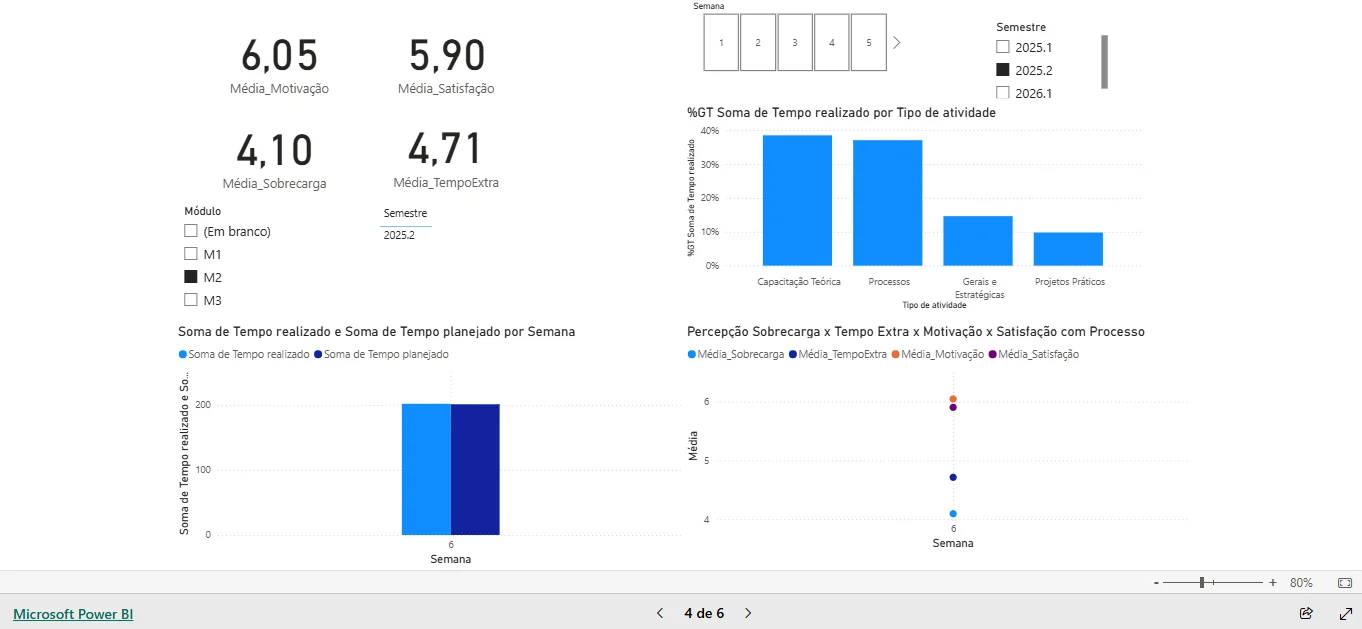 6,05
Média_Motivação
5,90
Média_Satisfação
4,10
Média_Sobrecarga
4,71
Média_TempoExtra
Semana
1 2 3 4 5
Semestre
2025.1
2025.2
2026.1
Módulo
(Em branco)
M1
M2
M3
Semestre
2025.2
%GT Soma de Tempo realizado por Tipo de atividade
%GT Soma de Tempo realizado
40%
30%
20%
10%
0%
Capacitação Teórica
Processos
Gerais e
Estratégicas
Projetos Práticos
Tipo de atividade
Soma de Tempo realizado e Soma de Tempo planejado por Semana
Soma de Tempo realizado Soma de Tempo planejado
Soma de Tempo realizado e So...
200
100
0
6
Semana
Percepção Sobrecarga x Tempo Extra x Motivação x Satisfação com Processo
Média_Sobrecarga Média_TempoExtra Média_Motivação Média_Satisfação
Média
6
5
4
6
Semana
- + 80%
Microsoft Power BI
4 de 6